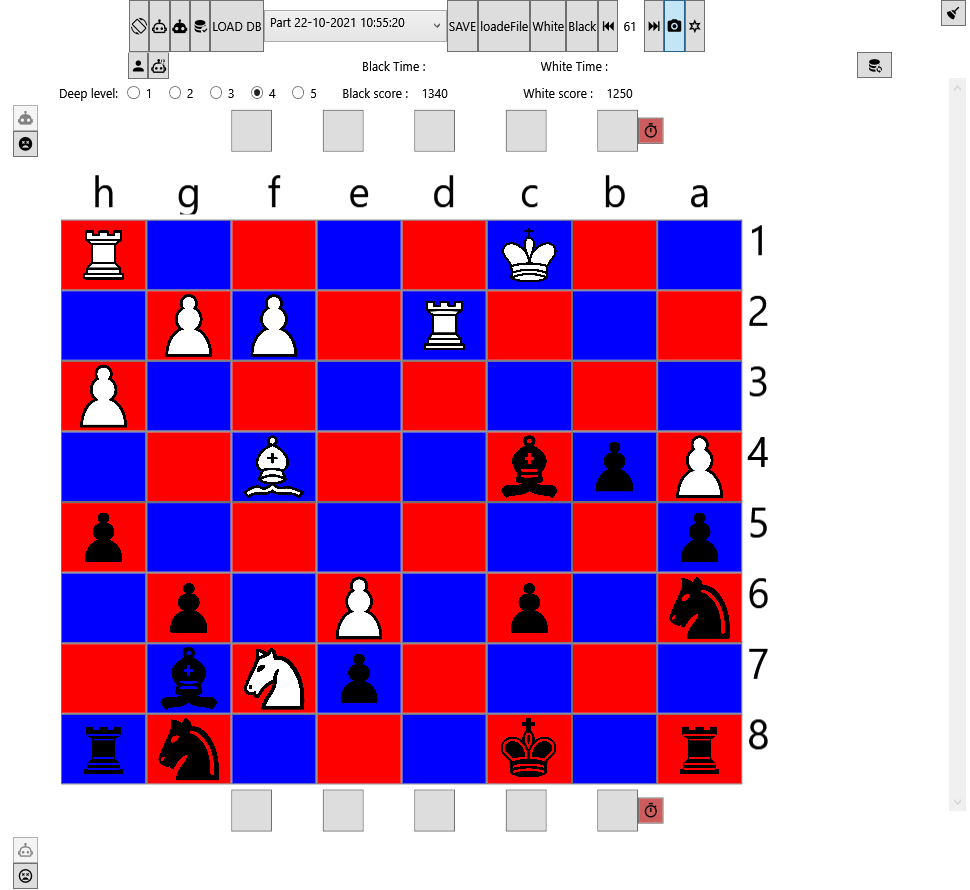 LOAD DB Part 22-10-2021 10:55:20 SAVE loadeFile White Black 61
Black Time : White Time :
Deep level: 1 2 3 4 5 Black score : 1340 White score : 1250
h g f e d c b a
1
2
3
4
5
6
7
8